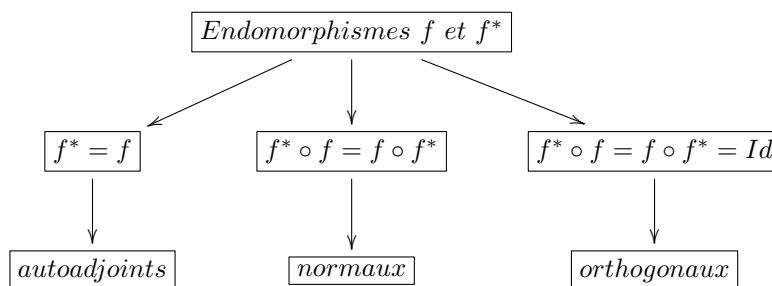 Endomorphismes f et f*
f* = f
f* ∘ f = f ∘ f*
f* ∘ f = f ∘ f* = Id
autoadjoints
normaux
orthogonaux